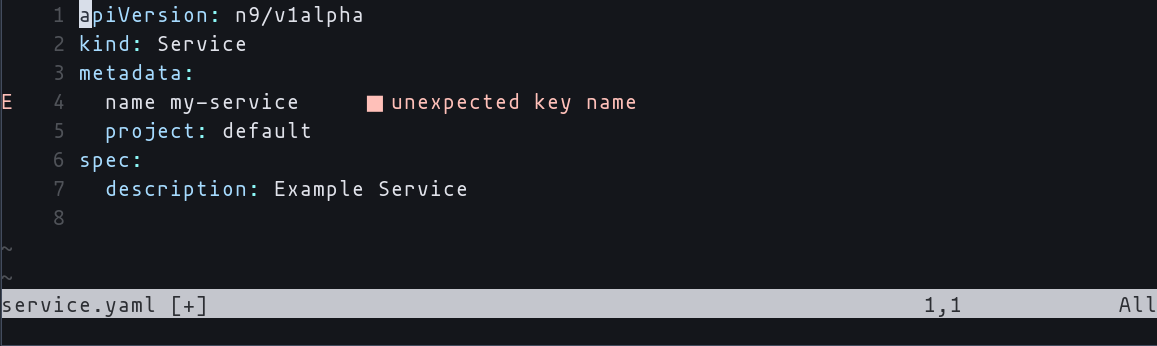 1 apiVersion: n9/v1alpha
2 kind: Service
3 metadata:
E 4   name my-service     ■ unexpected key name
5   project: default
6 spec:
7   description: Example Service
8
~
~
service.yaml [+] 1,1 All